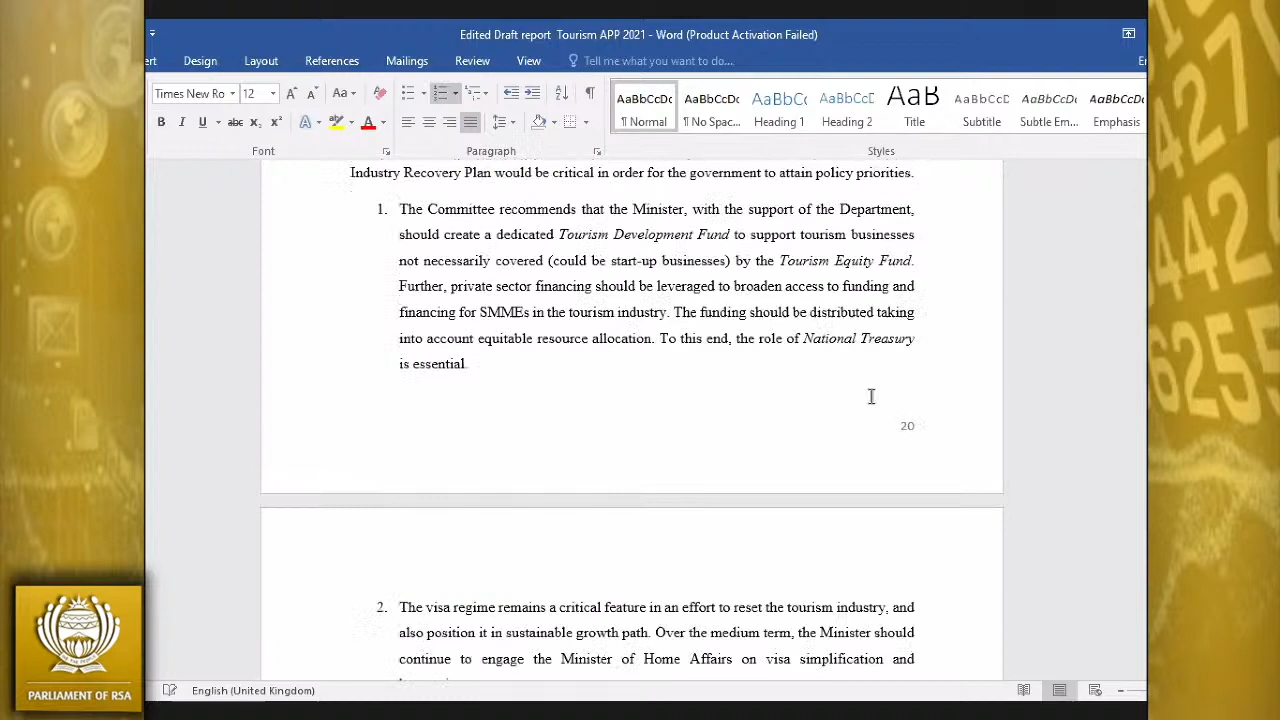 Edited Draft report Tourism APP 2021 - Word (Product Activation Failed)
Design Layout References Mailings Review View Tell me what you want to do...
Times New Ro 12 Aa
AaBbCcDc AaBbCcDc AaBbCc AaBbCcD AaB AaBbCcD AaBbCcDc AaBbCcDc
B I U abc X₂ X² A A
¶ Normal ¶ No Spac... Heading 1 Heading 2 Title Subtitle Subtle Em... Emphasis
Font Paragraph Styles
Industry Recovery Plan would be critical in order for the government to attain policy priorities.
1. The Committee recommends that the Minister, with the support of the Department,
should create a dedicated Tourism Development Fund to support tourism businesses
not necessarily covered (could be start-up businesses) by the Tourism Equity Fund.
Further, private sector financing should be leveraged to broaden access to funding and
financing for SMMEs in the tourism industry. The funding should be distributed taking
into account equitable resource allocation. To this end, the role of National Treasury
is essential.
20
2. The visa regime remains a critical feature in an effort to reset the tourism industry, and
also position it in sustainable growth path. Over the medium term, the Minister should
continue to engage the Minister of Home Affairs on visa simplification and
English (United Kingdom)
PARLIAMENT OF RSA